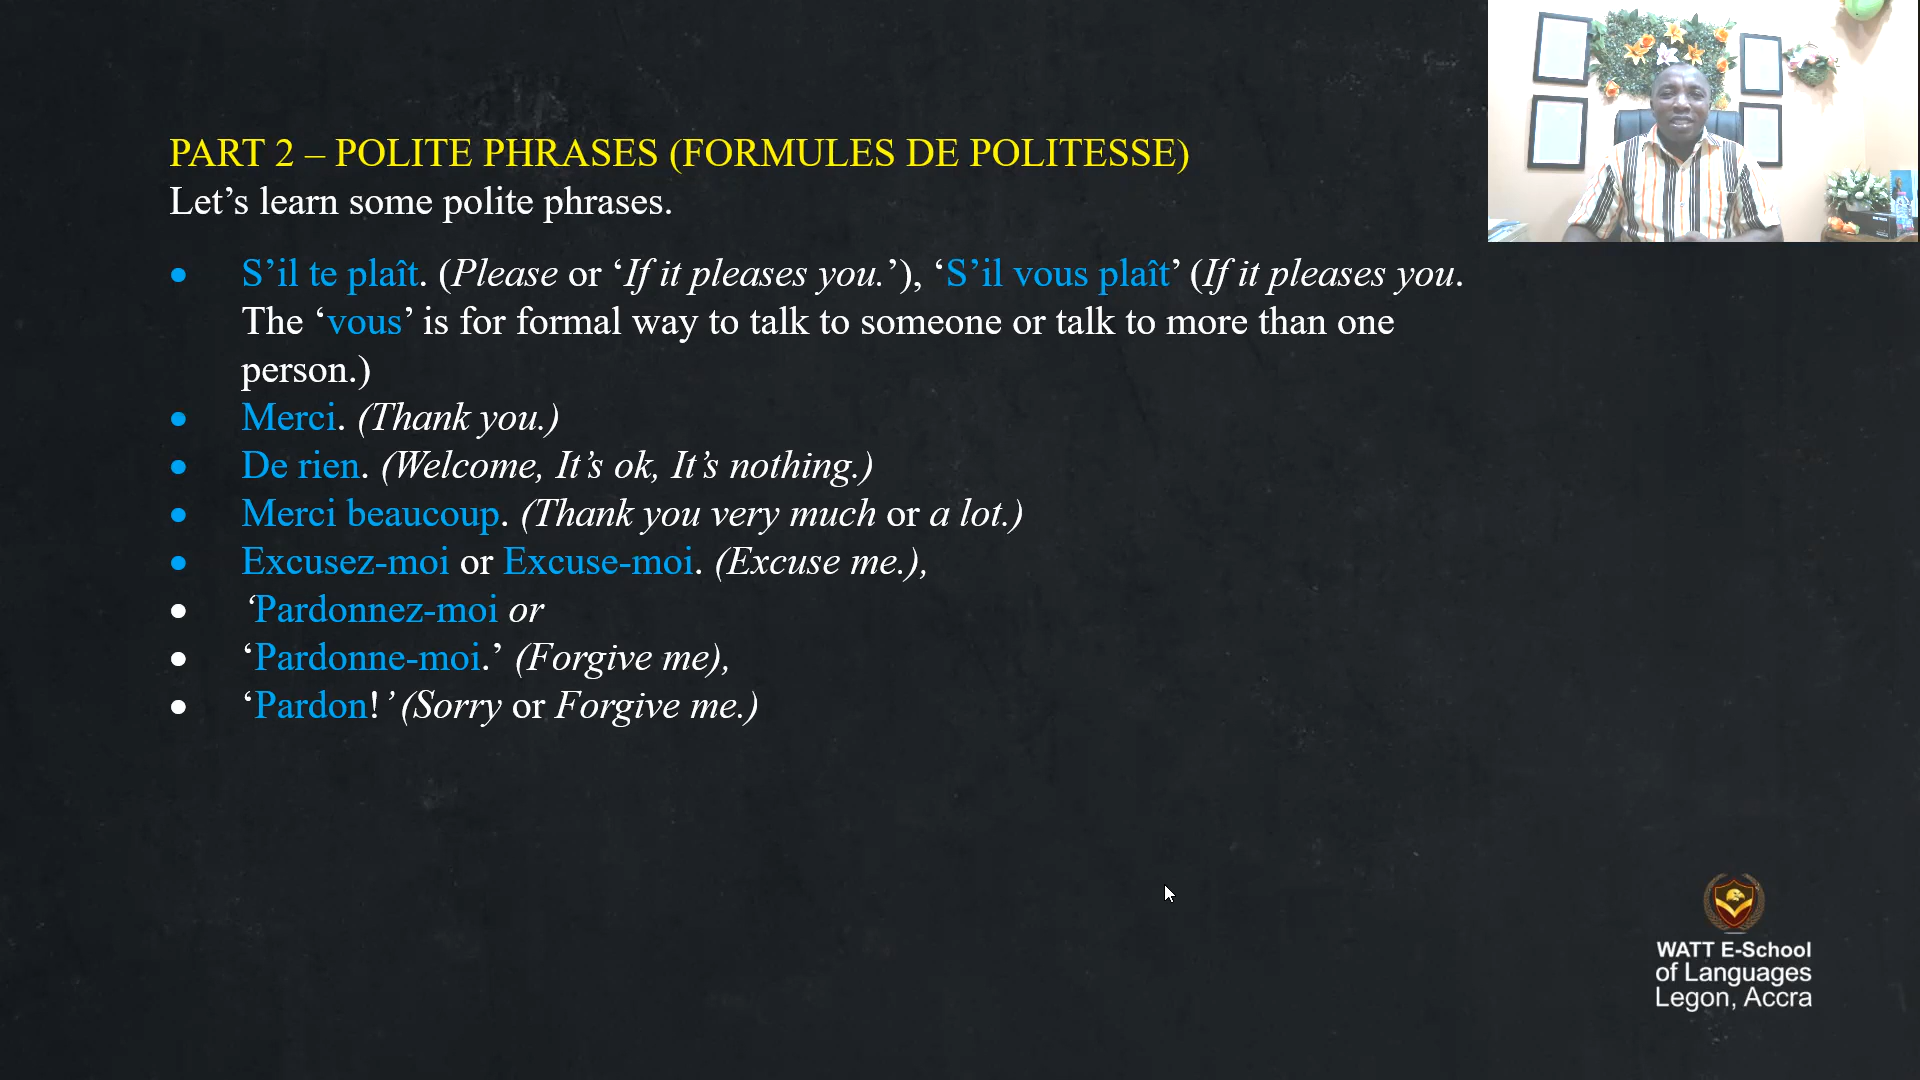 PART 2 – POLITE PHRASES (FORMULES DE POLITESSE)
Let’s learn some polite phrases.
• S’il te plaît. (Please or ‘If it pleases you.’), ‘S’il vous plaît’ (If it pleases you.
The ‘vous’ is for formal way to talk to someone or talk to more than one
person.)
• Merci. (Thank you.)
• De rien. (Welcome, It’s ok, It’s nothing.)
• Merci beaucoup. (Thank you very much or a lot.)
• Excusez-moi or Excuse-moi. (Excuse me.),
• ‘Pardonnez-moi or
• ‘Pardonne-moi.’ (Forgive me),
• ‘Pardon!’ (Sorry or Forgive me.)
WATT E-School
of Languages
Legon, Accra